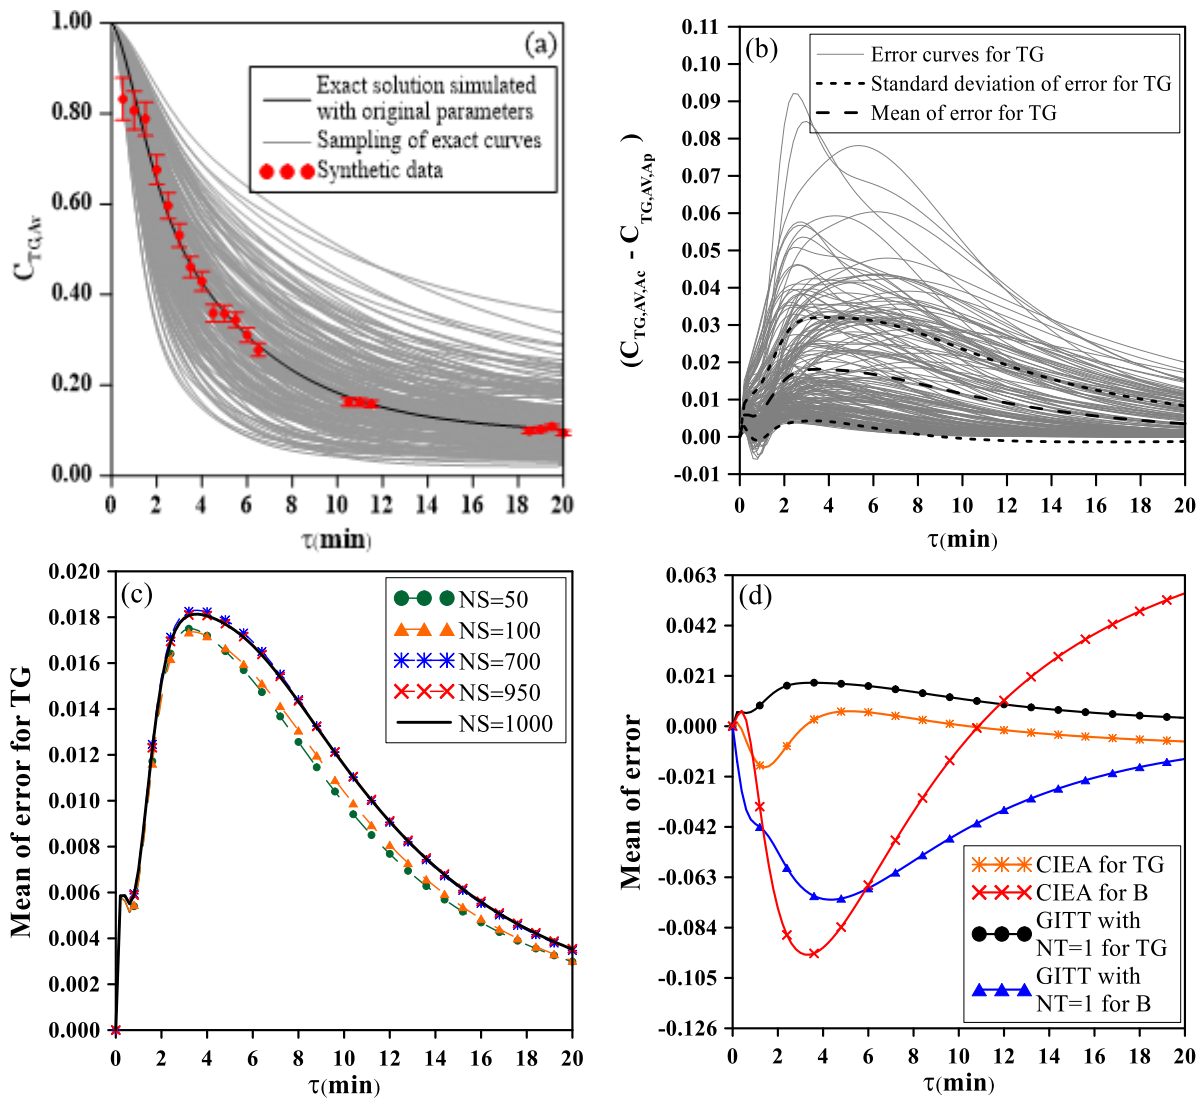 (a)
1.00
0.80
0.60
0.40
0.20
0.00
C_TG,Av
Exact solution simulated
with original parameters
Sampling of exact curves
Synthetic data
0 2 4 6 8 10 12 14 16 18 20
τ(min)
(b)
0.11
0.10
0.09
0.08
0.07
0.06
0.05
0.04
0.03
0.02
0.01
0.00
-0.01
(C_TG,AV,Ac - C_TG,AV,Ap)
Error curves for TG
Standard deviation of error for TG
Mean of error for TG
0 2 4 6 8 10 12 14 16 18 20
τ(min)
(c)
0.020
0.018
0.016
0.014
0.012
0.010
0.008
0.006
0.004
0.002
0.000
Mean of error for TG
NS=50
NS=100
NS=700
NS=950
NS=1000
0 2 4 6 8 10 12 14 16 18 20
τ(min)
(d)
0.063
0.042
0.021
0.000
-0.021
-0.042
-0.063
-0.084
-0.105
-0.126
Mean of error
CIEA for TG
CIEA for B
GITT with
NT=1 for TG
GITT with
NT=1 for B
0 2 4 6 8 10 12 14 16 18 20
τ(min)